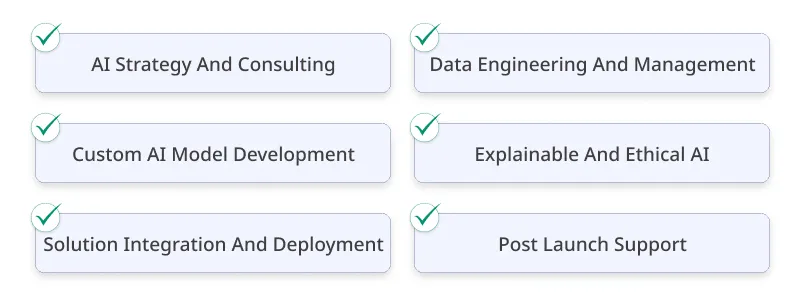 AI Strategy And Consulting
Data Engineering And Management
Custom AI Model Development
Explainable And Ethical AI
Solution Integration And Deployment
Post Launch Support